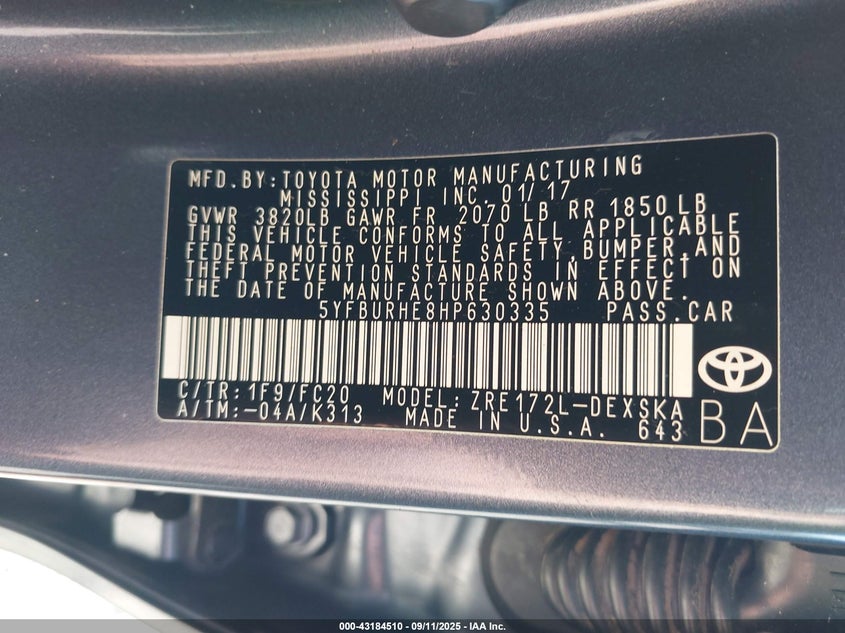 MFD.BY:TOYOTA MOTOR MANUFACTURING
MISSISSIPPI INC. 01/17
GVWR 3820LB GAWR FR 2070 LB RR 1850 LB
THIS VEHICLE CONFORMS TO ALL APPLICABLE
FEDERAL MOTOR VEHICLE SAFETY,BUMPER,AND
THEFT PREVENTION STANDARDS IN EFFECT ON
THE DATE OF MANUFACTURE SHOWN ABOVE.
5YFBURHE8HP630335 PASS.CAR
C/TR:1F9/FC20 MODEL:ZRE172L-DEXSKA
A/TM:-04A/K313 MADE IN U.S.A. 643
BA
000-43184510 - 09/11/2025 - IAA Inc.